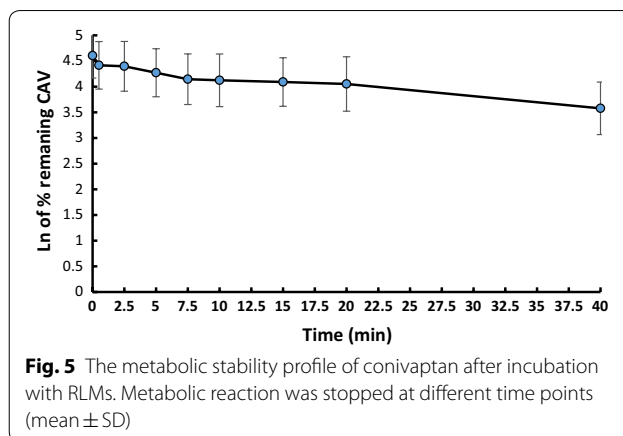 5
4.5
4
3.5
3
2.5
2
1.5
1
0.5
0
Ln of % remaning CAV
0 2.5 5 7.5 10 12.5 15 17.5 20 22.5 25 27.5 30 32.5 35 37.5 40
Time (min)
Fig. 5 The metabolic stability profile of conivaptan after incubation
with RLMs. Metabolic reaction was stopped at different time points
(mean ± SD)